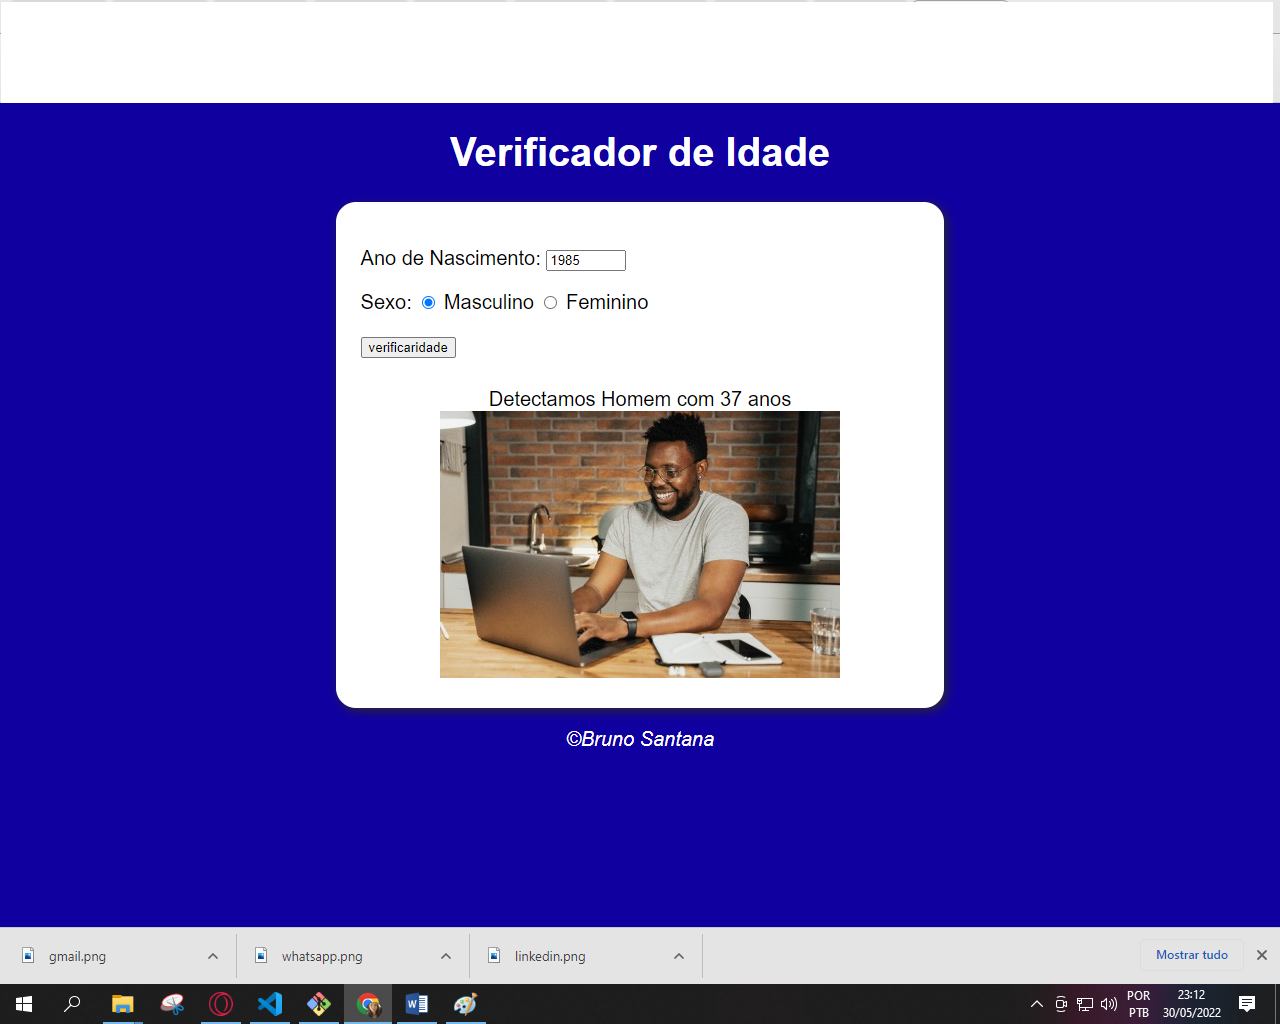 Verificador de Idade
Ano de Nascimento: 1985
Sexo: Masculino Feminino
verificaridade
Detectamos Homem com 37 anos
©Bruno Santana
gmail.png whatsapp.png linkedin.png Mostrar tudo
POR 23:12
PTB 30/05/2022